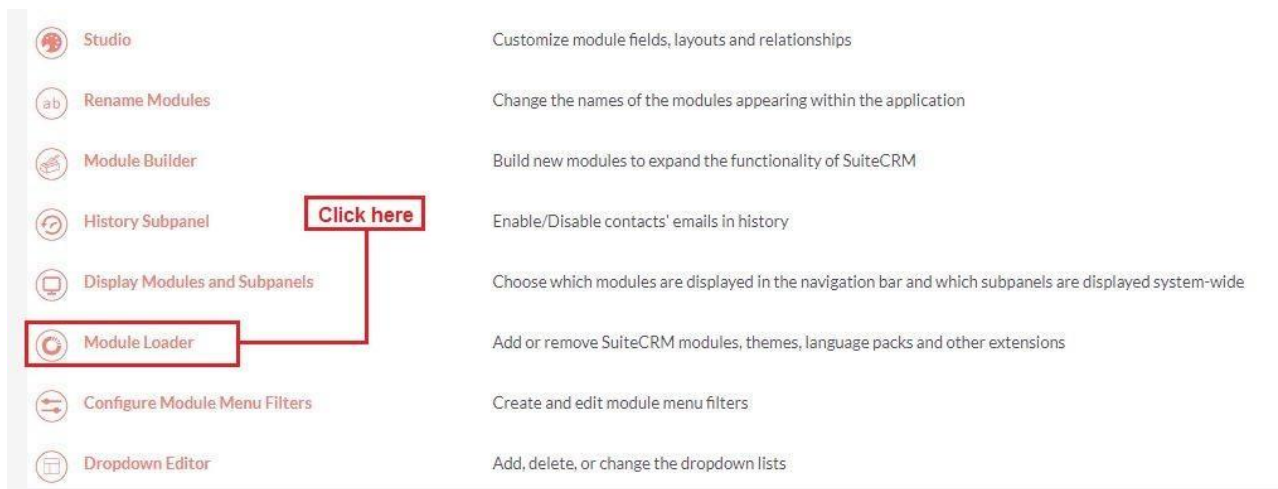 Studio
Customize module fields, layouts and relationships
ab
Rename Modules
Change the names of the modules appearing within the application
Module Builder
Build new modules to expand the functionality of SuiteCRM
History Subpanel
Click here
Enable/Disable contacts' emails in history
Display Modules and Subpanels
Choose which modules are displayed in the navigation bar and which subpanels are displayed system-wide
Module Loader
Add or remove SuiteCRM modules, themes, language packs and other extensions
Configure Module Menu Filters
Create and edit module menu filters
Dropdown Editor
Add, delete, or change the dropdown lists